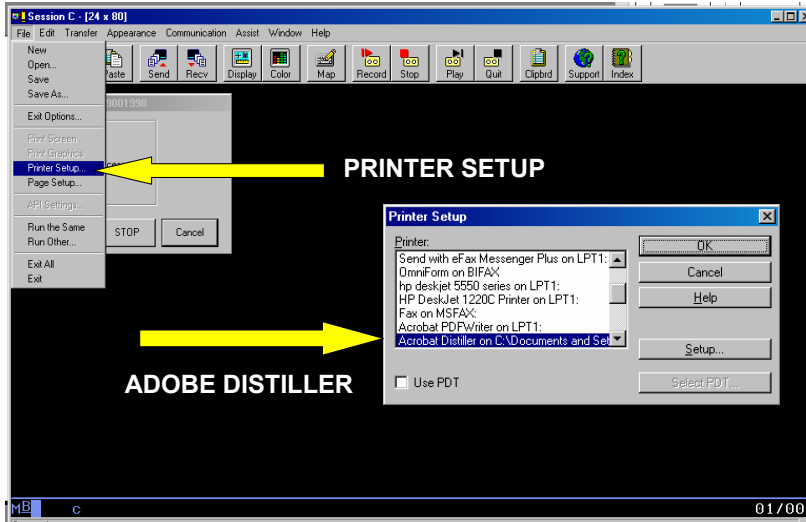 Session C - [24 x 80]
File Edit Transfer Appearance Communication Assist Window Help
Paste Send Recv Display Color Map Record Stop Play Quit Clipbrd Support Index
New
Open...
Save
Save As...
Exit Options...
Print Screen
Print Graphics
Printer Setup...
Page Setup...
API Settings...
Run the Same
Run Other...
Exit All
Exit
9001998
STOP Cancel
PRINTER SETUP
ADOBE DISTILLER
Printer Setup
Printer:
Send with eFax Messenger Plus on LPT1:
OmniForm on BIFAX
hp deskjet 5550 series on LPT1:
HP DeskJet 1220C Printer on LPT1:
Fax on MSFAX:
Acrobat PDFWriter on LPT1:
Acrobat Distiller on C:\Documents and Set
Use PDT
OK
Cancel
Help
Setup...
Select PDT...
MB c 01/00